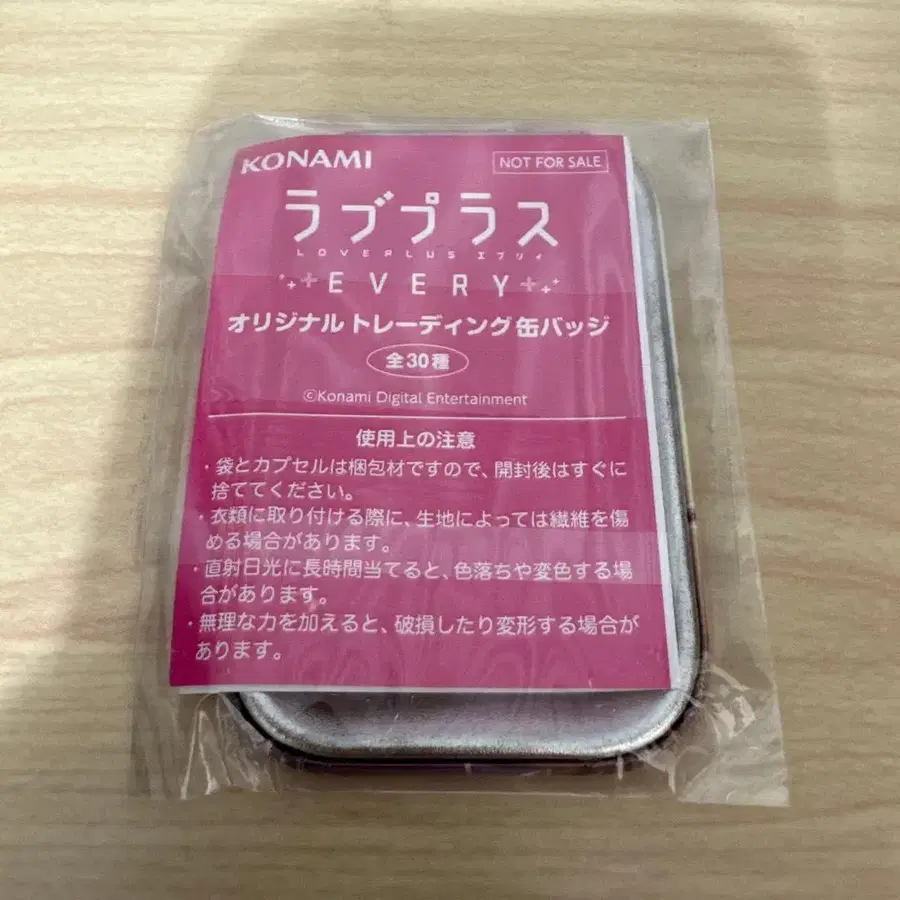 KONAMI
NOT FOR SALE
ラブプラス
LOVEPLUS エブリィ
EVERY
オリジナル トレーディング缶バッジ
全30種
©Konami Digital Entertainment
使用上の注意
・袋とカプセルは梱包材ですので、開封後はすぐに
捨ててください。
・衣類に取り付ける際に、生地によっては繊維を傷
める場合があります。
・直射日光に長時間当てると、色落ちや変色する場
合があります。
・無理な力を加えると、破損したり変形する場合が
あります。